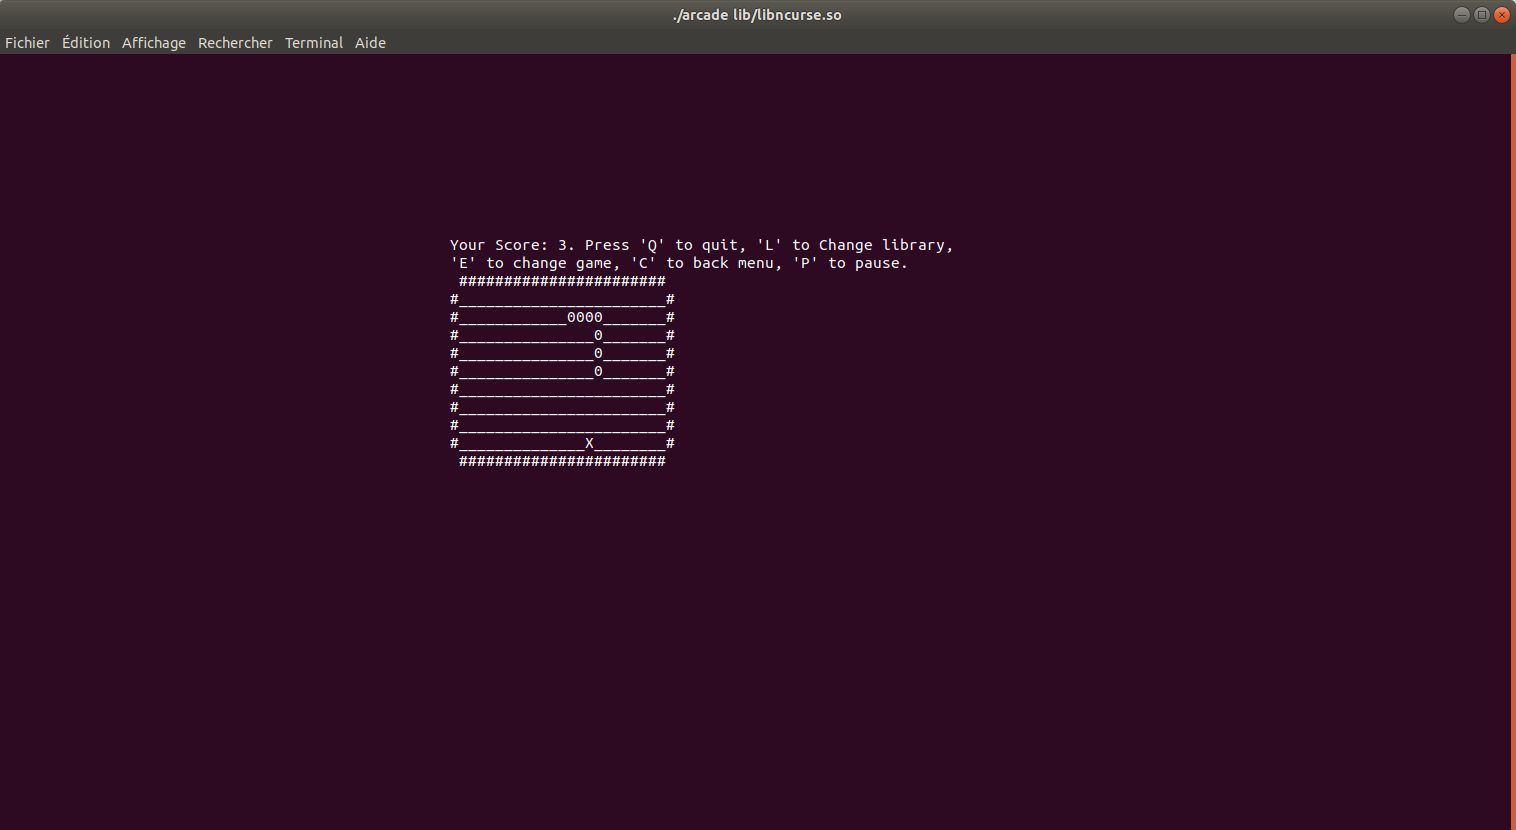 ./arcade lib/libncurse.so
Fichier Édition Affichage Rechercher Terminal Aide
Your Score: 3. Press 'Q' to quit, 'L' to Change library,
'E' to change game, 'C' to back menu, 'P' to pause.
 #######################
#_______________________#
#____________0000_______#
#_______________0_______#
#_______________0_______#
#_______________0_______#
#_______________________#
#_______________________#
#_______________________#
#______________X________#
 #######################